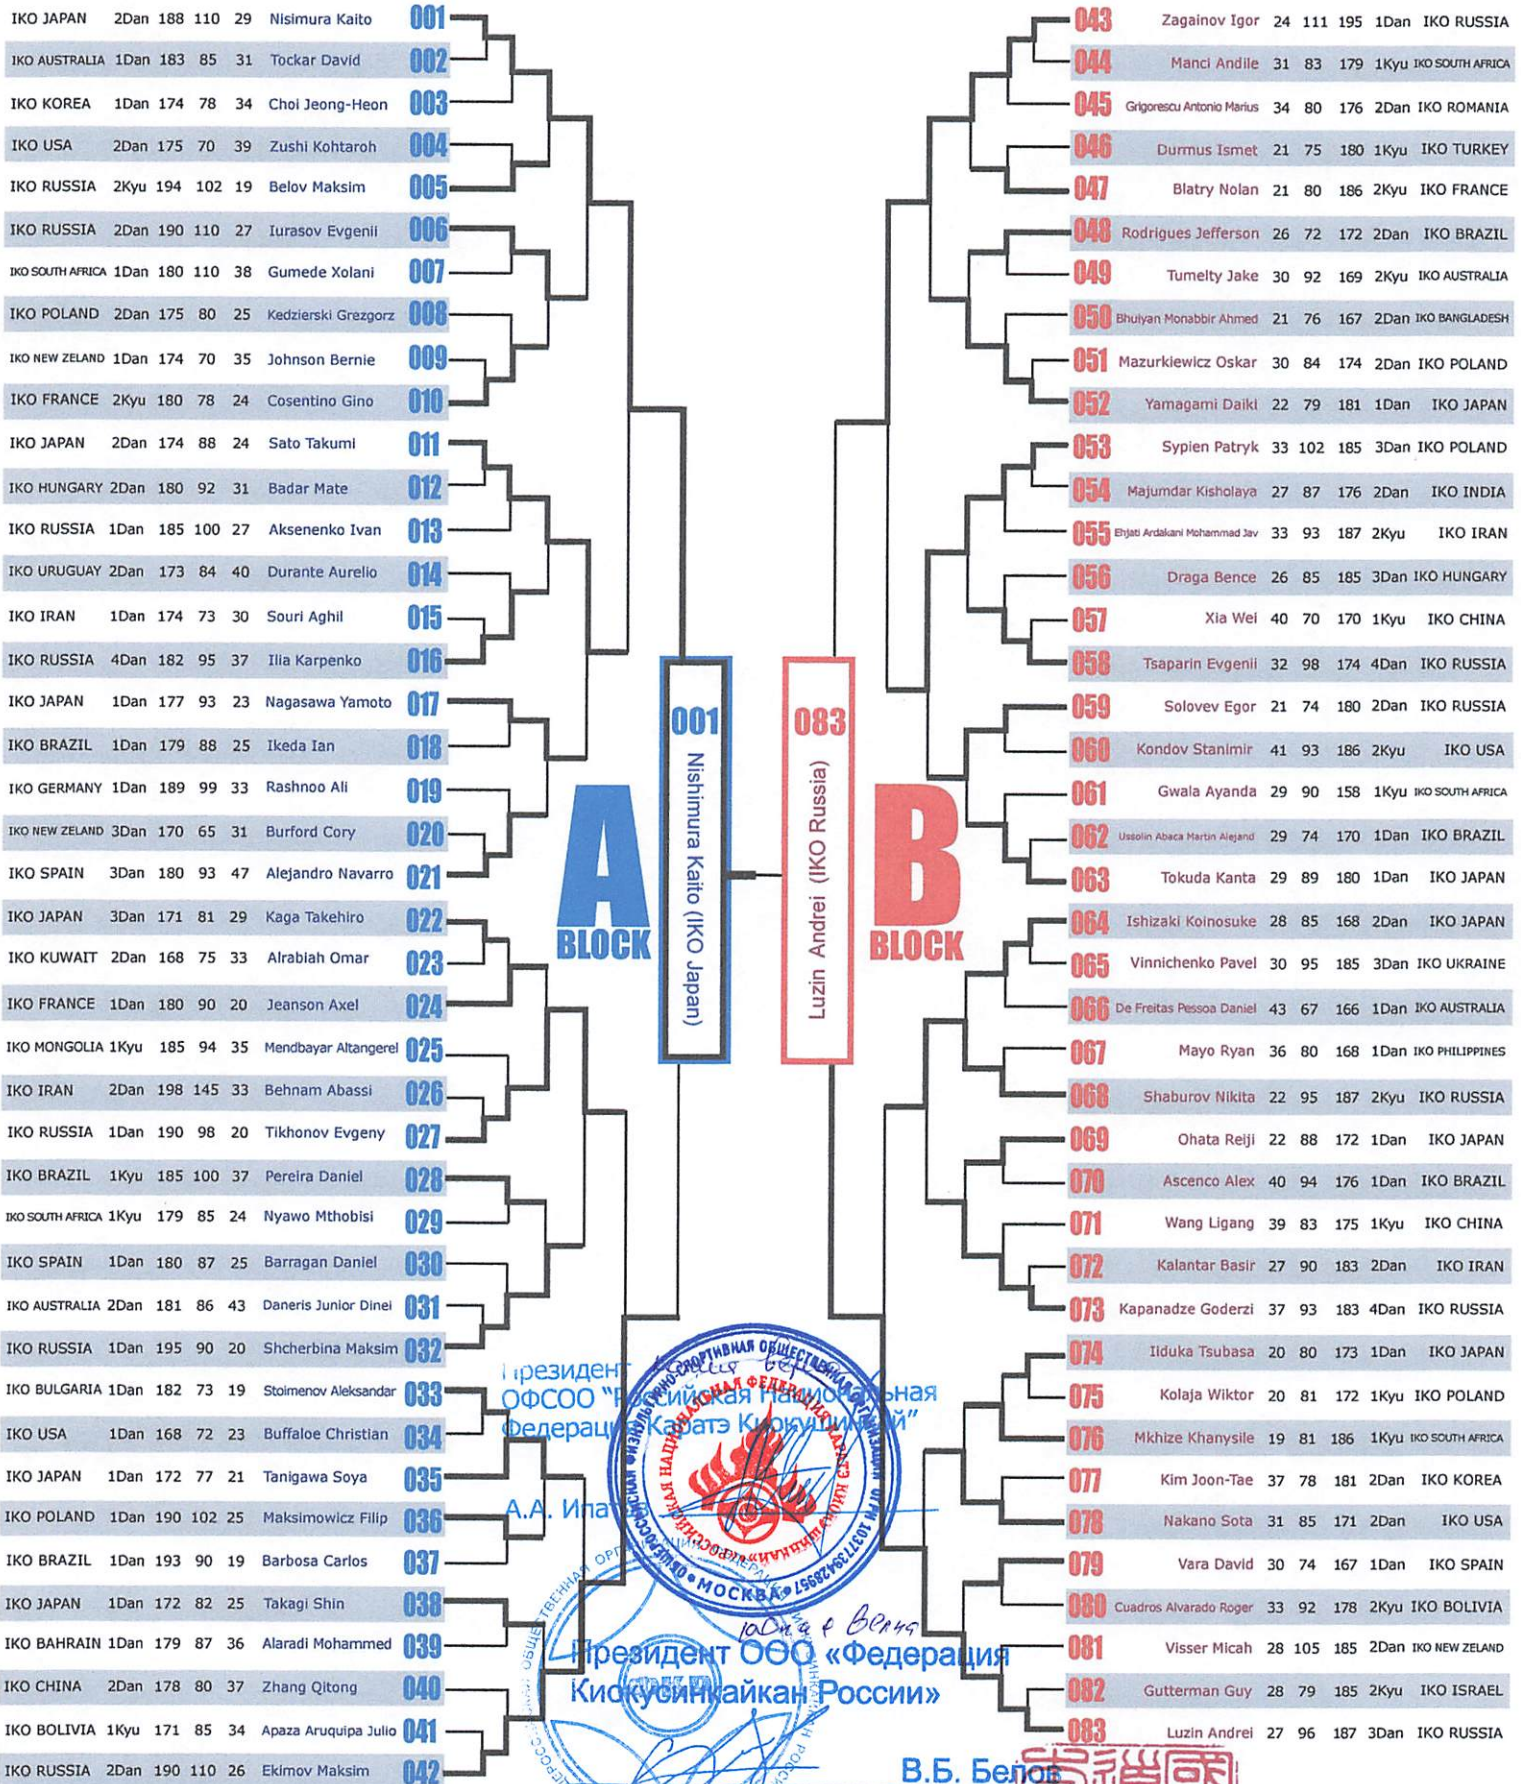 IKO JAPAN 2Dan 188 110 29 Nisimura Kaito 001
IKO AUSTRALIA 1Dan 183 85 31 Tockar David 002
IKO KOREA 1Dan 174 78 34 Choi Jeong-Heon 003
IKO USA 2Dan 175 70 39 Zushi Kohtaroh 004
IKO RUSSIA 2Kyu 194 102 19 Belov Maksim 005
IKO RUSSIA 2Dan 190 110 27 Iurasov Evgenii 006
IKO SOUTH AFRICA 1Dan 180 110 38 Gumede Xolani 007
IKO POLAND 2Dan 175 80 25 Kedzierski Grezgorz 008
IKO NEW ZELAND 1Dan 174 70 35 Johnson Bernie 009
IKO FRANCE 2Kyu 180 78 24 Cosentino Gino 010
IKO JAPAN 2Dan 174 88 24 Sato Takumi 011
IKO HUNGARY 2Dan 180 92 31 Badar Mate 012
IKO RUSSIA 1Dan 185 100 27 Aksenenko Ivan 013
IKO URUGUAY 2Dan 173 84 40 Durante Aurelio 014
IKO IRAN 1Dan 174 73 30 Souri Aghil 015
IKO RUSSIA 4Dan 182 95 37 Ilia Karpenko 016
IKO JAPAN 1Dan 177 93 23 Nagasawa Yamoto 017
IKO BRAZIL 1Dan 179 88 25 Ikeda Ian 018
IKO GERMANY 1Dan 189 99 33 Rashnoo Ali 019
IKO NEW ZELAND 3Dan 170 65 31 Burford Cory 020
IKO SPAIN 3Dan 180 93 47 Alejandro Navarro 021
IKO JAPAN 3Dan 171 81 29 Kaga Takehiro 022
IKO KUWAIT 2Dan 168 75 33 Alrabiah Omar 023
IKO FRANCE 1Dan 180 90 20 Jeanson Axel 024
IKO MONGOLIA 1Kyu 185 94 35 Mendbayar Altangerel 025
IKO IRAN 2Dan 198 145 33 Behnam Abassi 026
IKO RUSSIA 1Dan 190 98 20 Tikhonov Evgeny 027
IKO BRAZIL 1Kyu 185 100 37 Pereira Daniel 028
IKO SOUTH AFRICA 1Kyu 179 85 24 Nyawo Mthobisi 029
IKO SPAIN 1Dan 180 87 25 Barragan Daniel 030
IKO AUSTRALIA 2Dan 181 86 43 Daneris Junior Dinei 031
IKO RUSSIA 1Dan 195 90 20 Shcherbina Maksim 032
IKO BULGARIA 1Dan 182 73 19 Stoimenov Aleksandar 033
IKO USA 1Dan 168 72 23 Buffaloe Christian 034
IKO JAPAN 1Dan 172 77 21 Tanigawa Soya 035
IKO POLAND 1Dan 190 102 25 Maksimowicz Filip 036
IKO BRAZIL 1Dan 193 90 19 Barbosa Carlos 037
IKO JAPAN 1Dan 172 82 25 Takagi Shin 038
IKO BAHRAIN 1Dan 179 87 36 Alaradi Mohammed 039
IKO CHINA 2Dan 178 80 37 Zhang Qitong 040
IKO BOLIVIA 1Kyu 171 85 34 Apaza Aruquipa Julio 041
IKO RUSSIA 2Dan 190 110 26 Ekimov Maksim 042
A
BLOCK
001
Nishimura Kaito (IKO Japan)
083
Luzin Andrei (IKO Russia)
B
BLOCK
043 Zagainov Igor 24 111 195 1Dan IKO RUSSIA
044 Manci Andile 31 83 179 1Kyu IKO SOUTH AFRICA
045 Grigorescu Antonio Marius 34 80 176 2Dan IKO ROMANIA
046 Durmus Ismet 21 75 180 1Kyu IKO TURKEY
047 Blatry Nolan 21 80 186 2Kyu IKO FRANCE
048 Rodrigues Jefferson 26 72 172 2Dan IKO BRAZIL
049 Tumelty Jake 30 92 169 2Kyu IKO AUSTRALIA
050 Bhuiyan Monabbir Ahmed 21 76 167 2Dan IKO BANGLADESH
051 Mazurkiewicz Oskar 30 84 174 2Dan IKO POLAND
052 Yamagami Daiki 22 79 181 1Dan IKO JAPAN
053 Sypien Patryk 33 102 185 3Dan IKO POLAND
054 Majumdar Kisholaya 27 87 176 2Dan IKO INDIA
055 Ehjati Ardakani Mohammad Jav 33 93 187 2Kyu IKO IRAN
056 Draga Bence 26 85 185 3Dan IKO HUNGARY
057 Xia Wei 40 70 170 1Kyu IKO CHINA
058 Tsaparin Evgenii 32 98 174 4Dan IKO RUSSIA
059 Solovev Egor 21 74 180 2Dan IKO RUSSIA
060 Kondov Stanimir 41 93 186 2Kyu IKO USA
061 Gwala Ayanda 29 90 158 1Kyu IKO SOUTH AFRICA
062 Ussolin Abaca Martin Alejand 29 74 170 1Dan IKO BRAZIL
063 Tokuda Kanta 29 89 180 1Dan IKO JAPAN
064 Ishizaki Koinosuke 28 85 168 2Dan IKO JAPAN
065 Vinnichenko Pavel 30 95 185 3Dan IKO UKRAINE
066 De Freitas Pessoa Daniel 43 67 166 1Dan IKO AUSTRALIA
067 Mayo Ryan 36 80 168 1Dan IKO PHILIPPINES
068 Shaburov Nikita 22 95 187 2Kyu IKO RUSSIA
069 Ohata Reiji 22 88 172 1Dan IKO JAPAN
070 Ascenco Alex 40 94 176 1Dan IKO BRAZIL
071 Wang Ligang 39 83 175 1Kyu IKO CHINA
072 Kalantar Basir 27 90 183 2Dan IKO IRAN
073 Kapanadze Goderzi 37 93 183 4Dan IKO RUSSIA
074 Iiduka Tsubasa 20 80 173 1Dan IKO JAPAN
075 Kolaja Wiktor 20 81 172 1Kyu IKO POLAND
076 Mkhize Khanysile 19 81 186 1Kyu IKO SOUTH AFRICA
077 Kim Joon-Tae 37 78 181 2Dan IKO KOREA
078 Nakano Sota 31 85 171 2Dan IKO USA
079 Vara David 30 74 167 1Dan IKO SPAIN
080 Cuadros Alvarado Roger 33 92 178 2Kyu IKO BOLIVIA
081 Visser Micah 28 105 185 2Dan IKO NEW ZELAND
082 Gutterman Guy 28 79 185 2Kyu IKO ISRAEL
083 Luzin Andrei 27 96 187 3Dan IKO RUSSIA
Президент
ОФСОО "Российская Национальная
Федерация Каратэ Киокушинкай"
А.А.
МОСКВА
ОГРН 1037739428957
Президент ООО «Федерация
Киокусинкайкан России»
В.Б. Белов